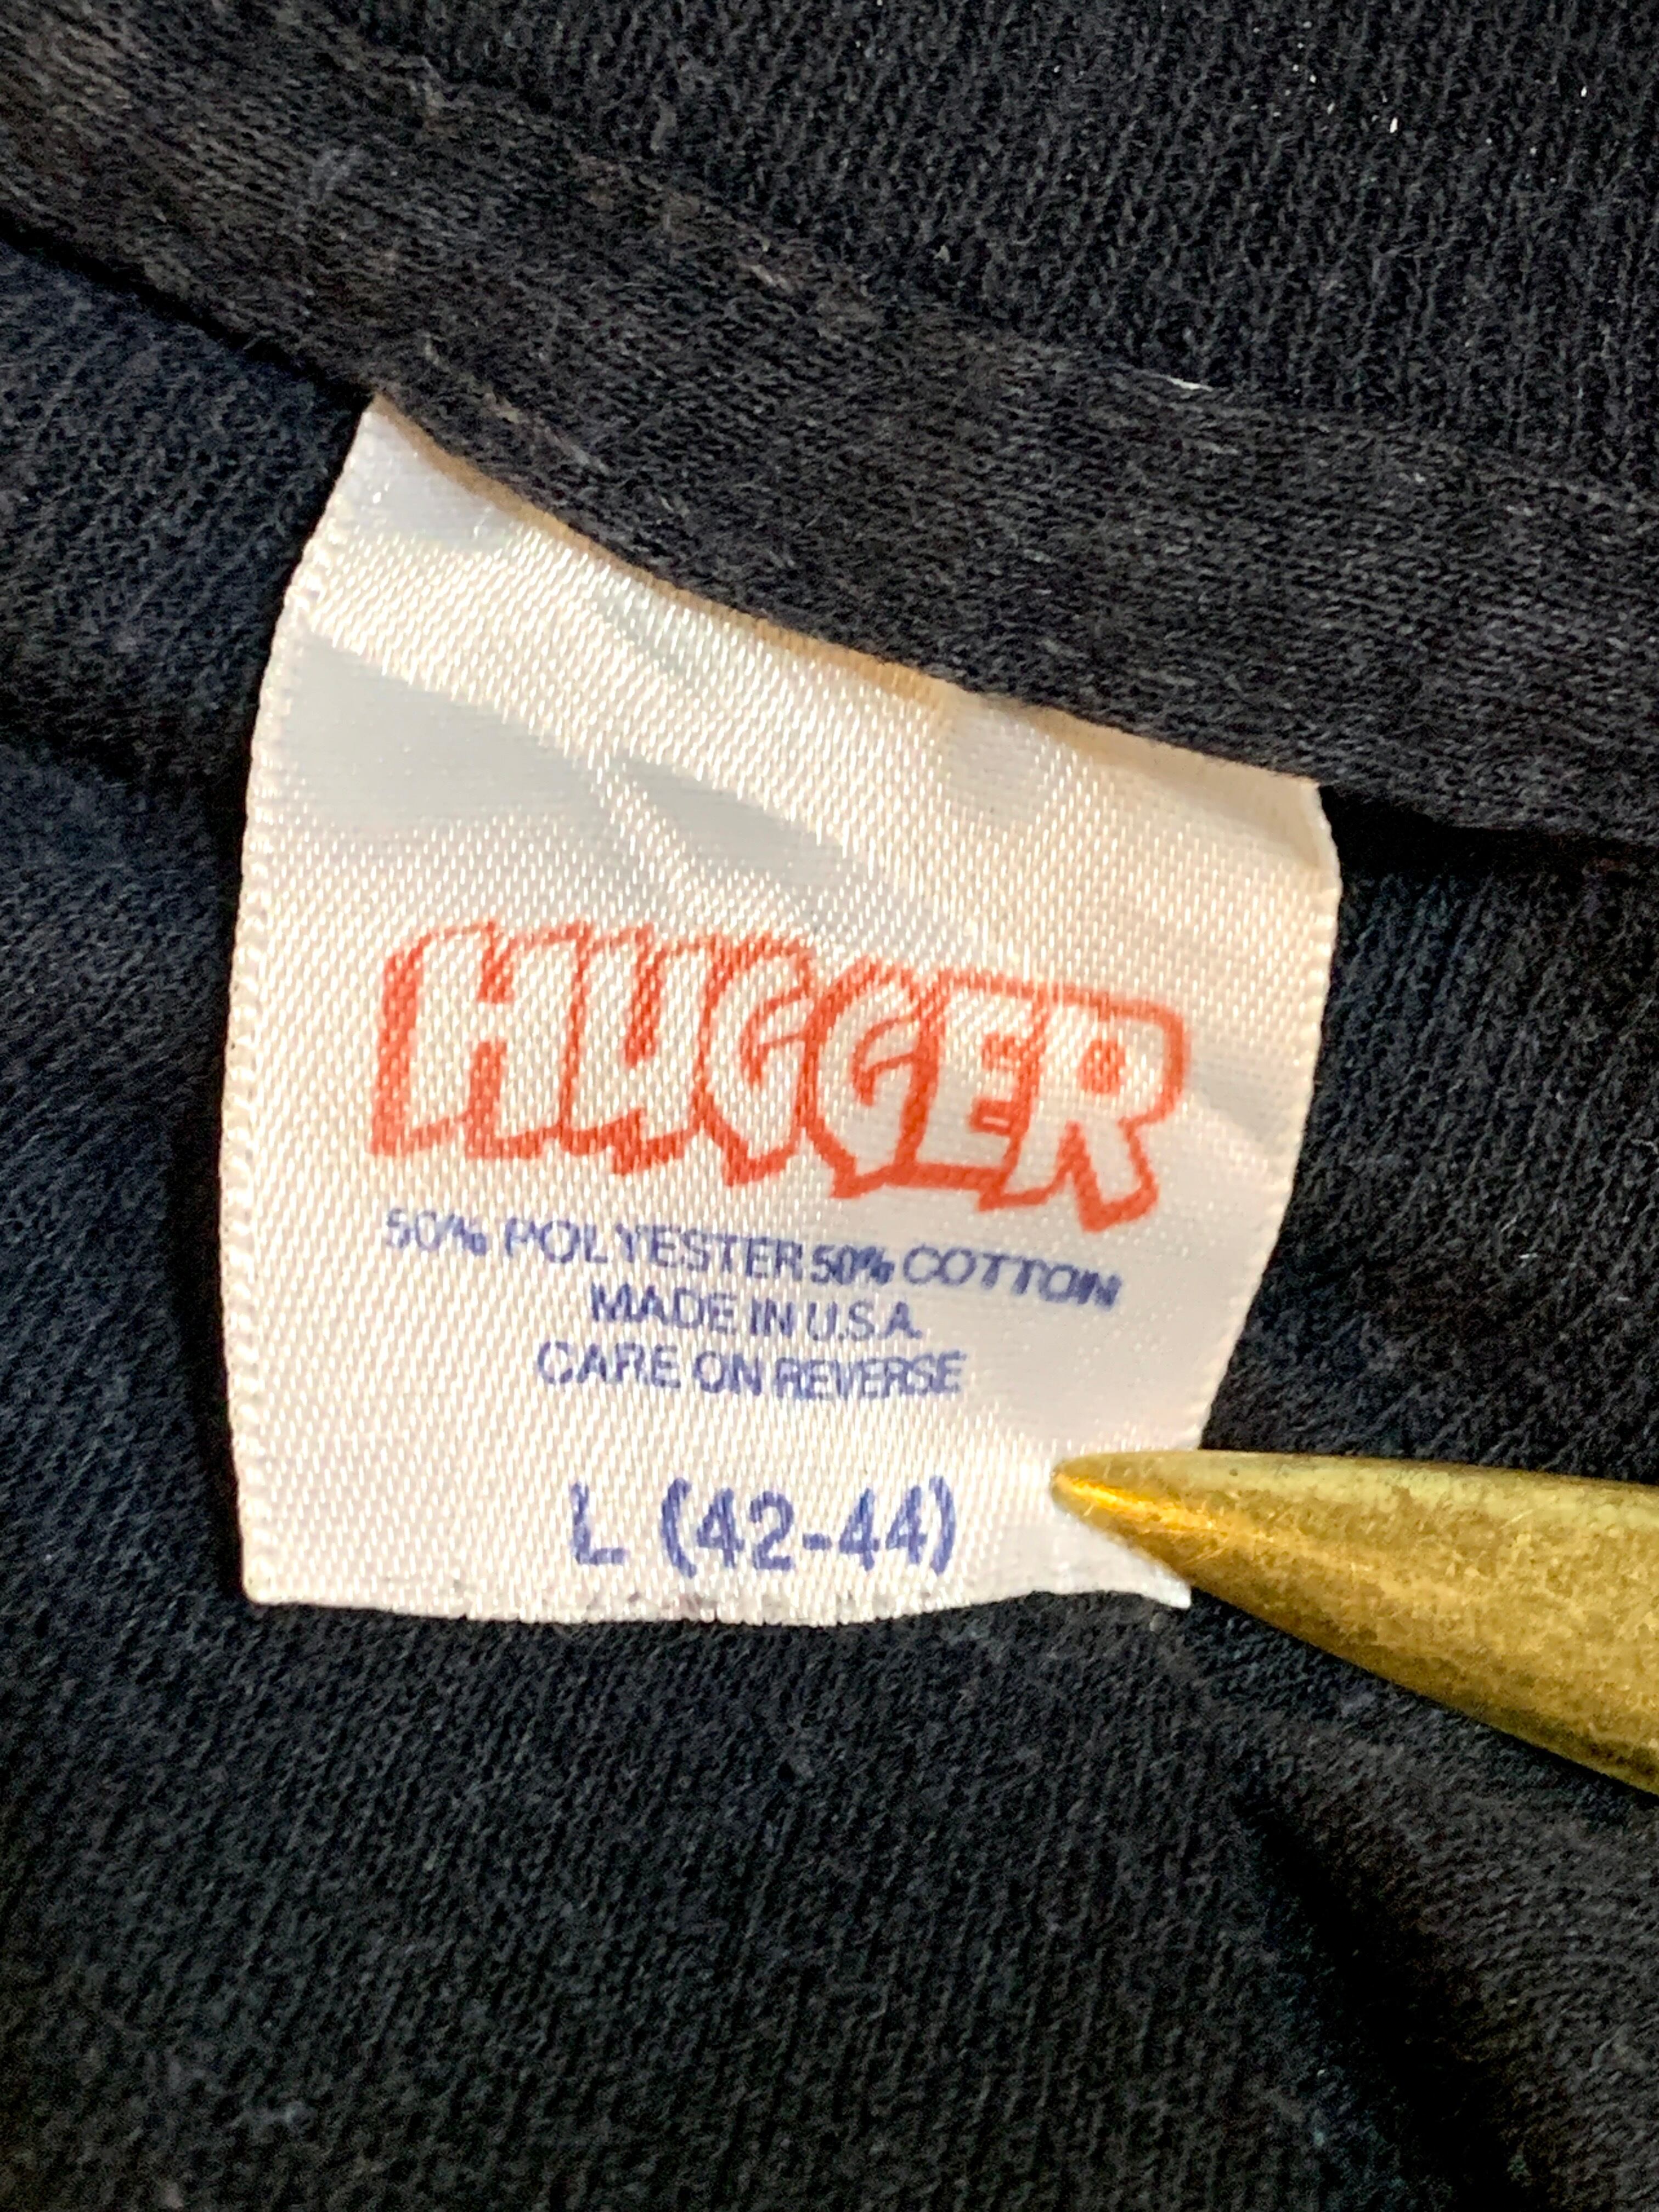 HUGGER
50% POLYESTER 50% COTTON
MADE IN U.S.A.
CARE ON REVERSE
L (42-44)